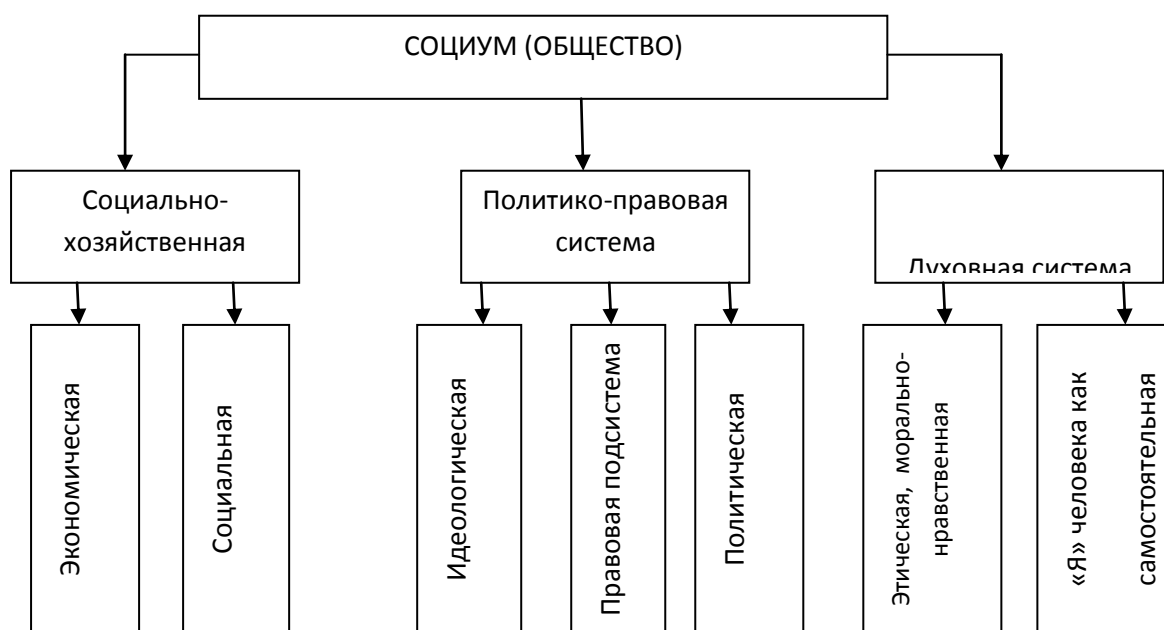 СОЦИУМ (ОБЩЕСТВО)
Социально-
хозяйственная
Политико-правовая
система
Духовная система
Экономическая
Социальная
Идеологическая
Правовая подсистема
Политическая
Этическая, морально-
нравственная
«Я» человека как
самостоятельная